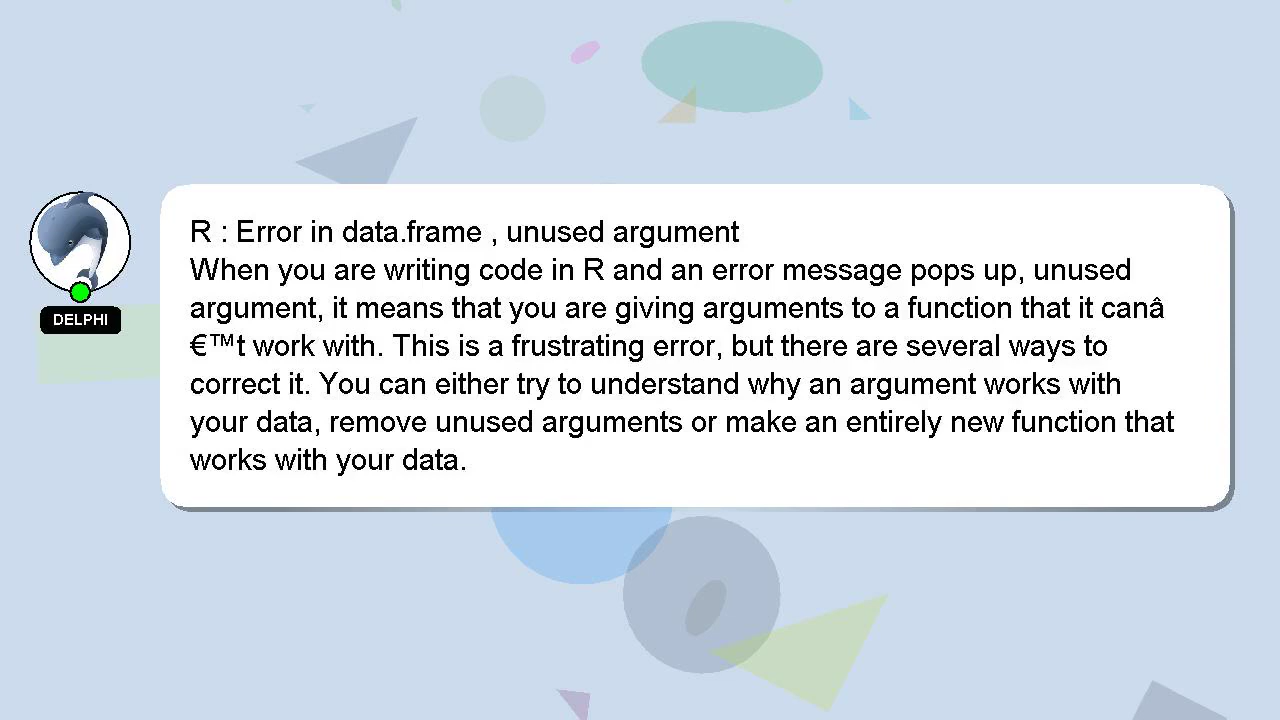 R : Error in data.frame , unused argument
When you are writing code in R and an error message pops up, unused
argument, it means that you are giving arguments to a function that it canâ
€™t work with. This is a frustrating error, but there are several ways to
correct it. You can either try to understand why an argument works with
your data, remove unused arguments or make an entirely new function that
works with your data.
DELPHI